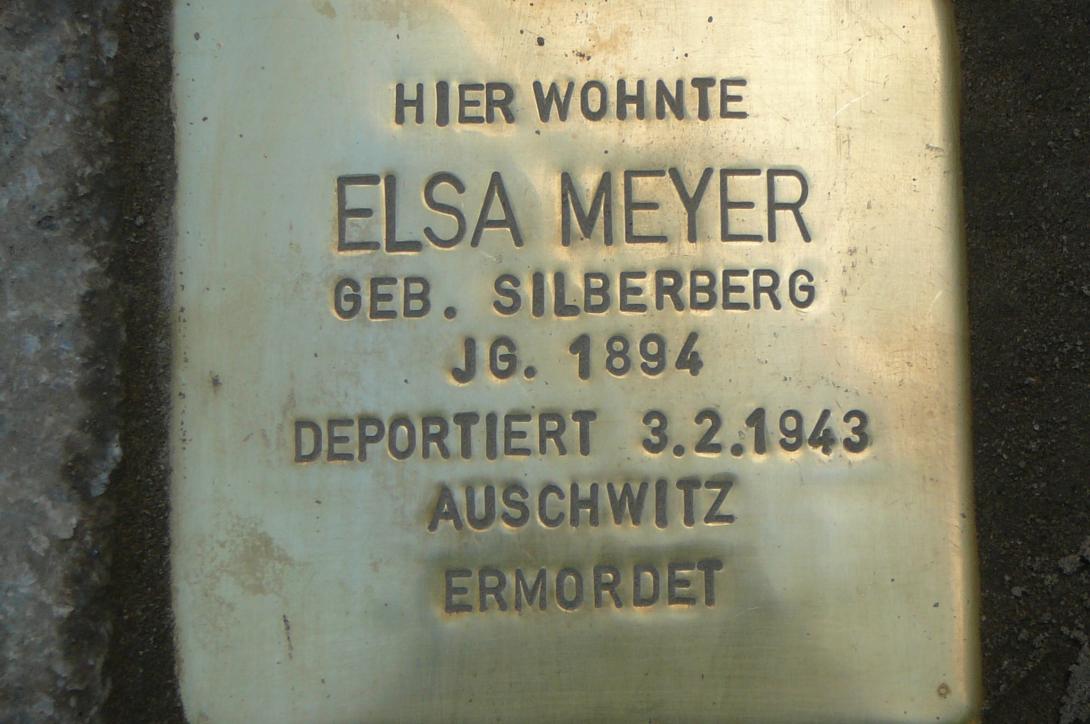 HIER WOHNTE
ELSA MEYER
GEB. SILBERBERG
JG. 1894
DEPORTIERT 3.2.1943
AUSCHWITZ
ERMORDET